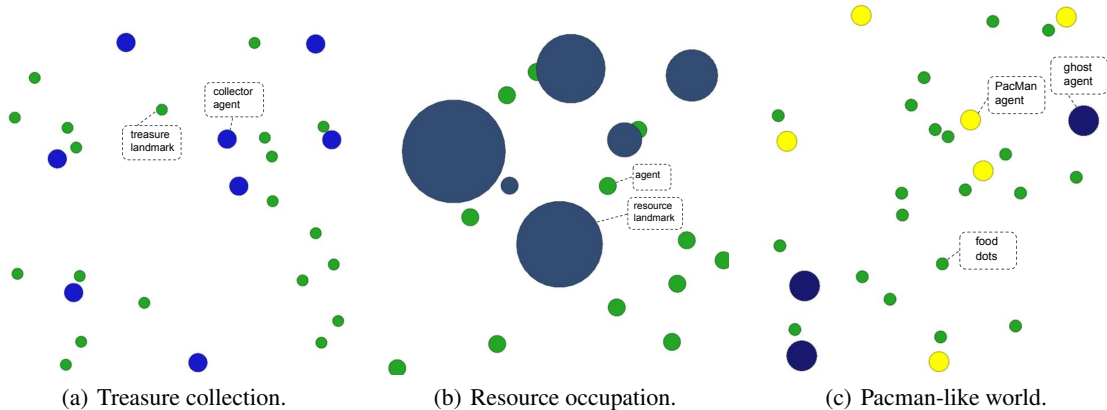 collector
agent
treasure
landmark
(a) Treasure collection.
agent
resource
landmark
(b) Resource occupation.
PacMan
agent
ghost
agent
food
dots
(c) Pacman-like world.